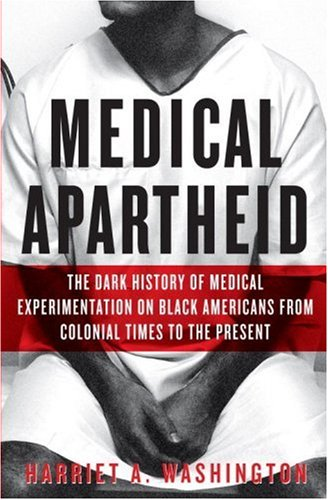 MEDICAL
APARTHEID
THE DARK HISTORY OF MEDICAL
EXPERIMENTATION ON BLACK AMERICANS FROM
COLONIAL TIMES TO THE PRESENT
HARRIET A. WASHINGTON